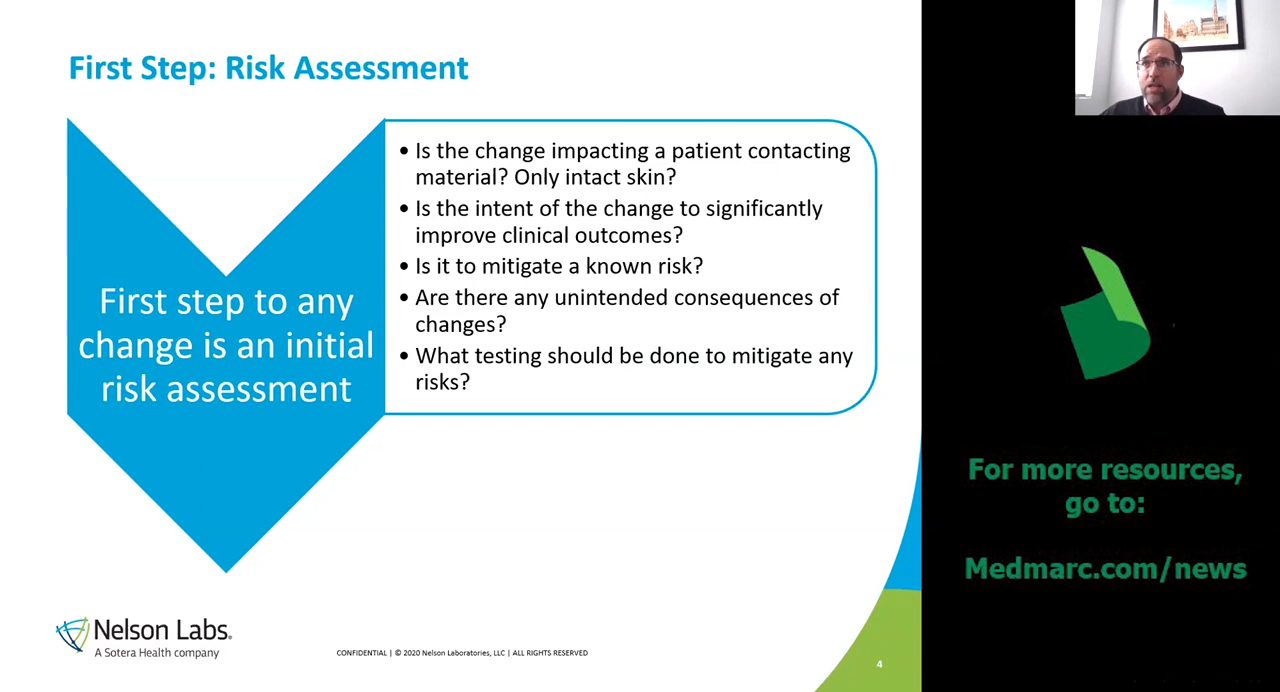 First Step: Risk Assessment
First step to any
change is an initial
risk assessment
• Is the change impacting a patient contacting
material? Only intact skin?
• Is the intent of the change to significantly
improve clinical outcomes?
• Is it to mitigate a known risk?
• Are there any unintended consequences of
changes?
• What testing should be done to mitigate any
risks?
Nelson Labs.
A Sotera Health company
CONFIDENTIAL | © 2020 Nelson Laboratories, LLC | ALL RIGHTS RESERVED
4
For more resources,
go to:
Medmarc.com/news